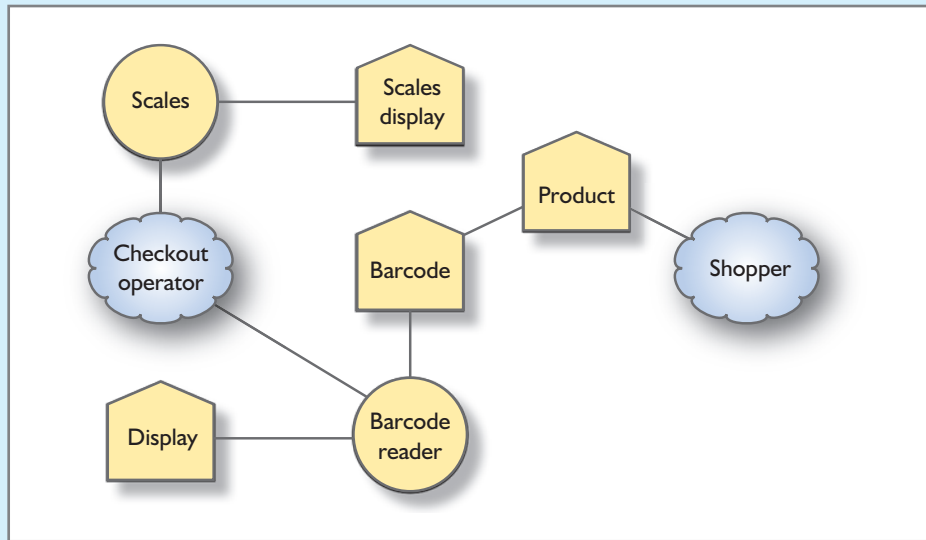 Scales
Scales
display
Product
Checkout
operator
Barcode
Shopper
Display
Barcode
reader